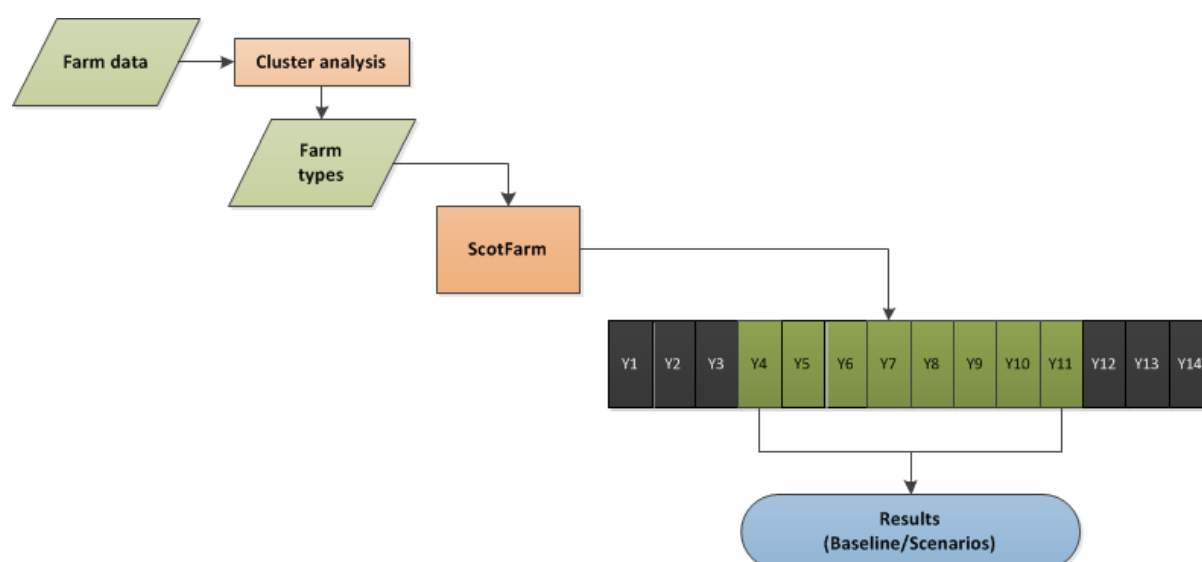 Farm data
Cluster analysis
Farm
types
ScotFarm
Y1 Y2 Y3 Y4 Y5 Y6 Y7 Y8 Y9 Y10 Y11 Y12 Y13 Y14
Results
(Baseline/Scenarios)